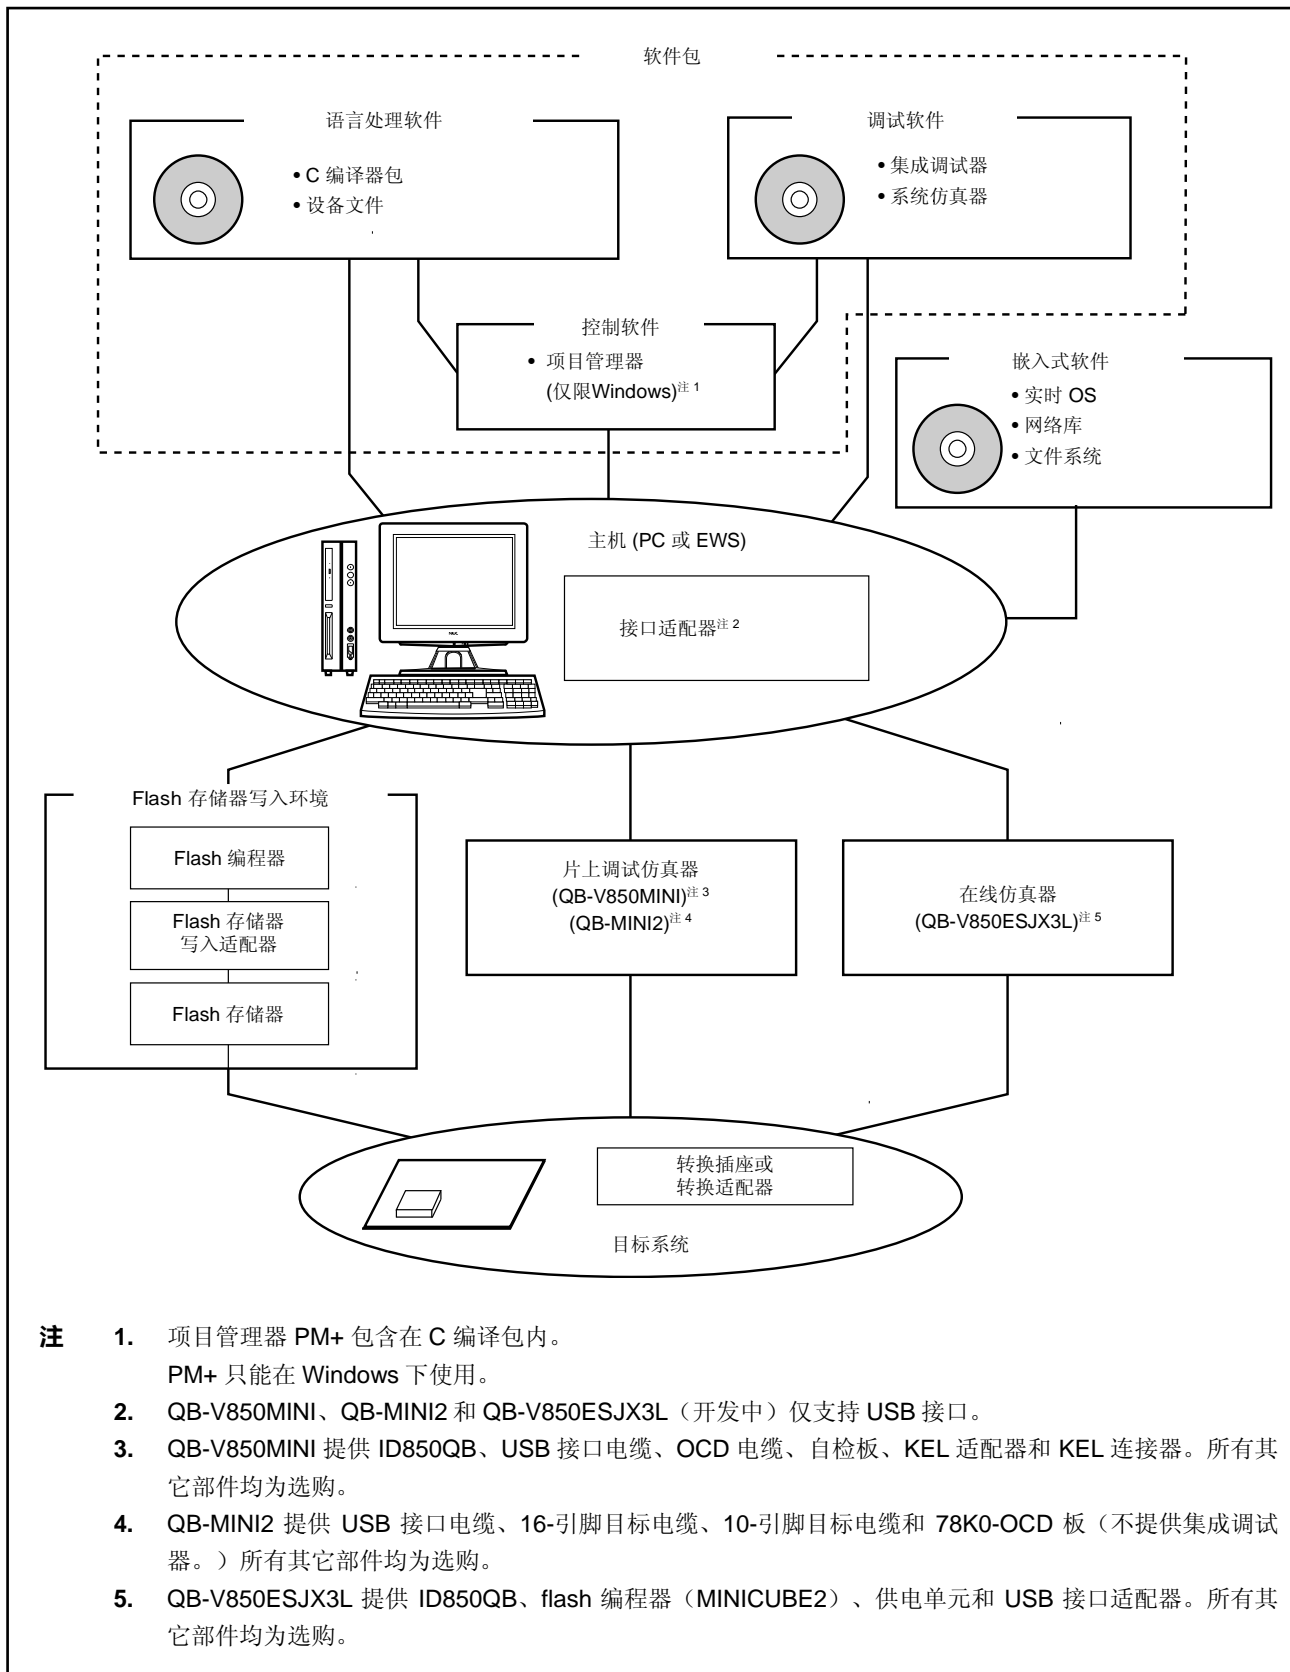 软件包
语言处理软件
• C 编译器包
• 设备文件
调试软件
• 集成调试器
• 系统仿真器
控制软件
• 项目管理器
(仅限Windows)注 1
嵌入式软件
• 实时 OS
• 网络库
• 文件系统
主机 (PC 或 EWS)
接口适配器注 2
NEC
Flash 存储器写入环境
Flash 编程器
Flash 存储器
写入适配器
Flash 存储器
片上调试仿真器
(QB-V850MINI)注 3
(QB-MINI2)注 4
在线仿真器
(QB-V850ESJX3L)注 5
转换插座或
转换适配器
目标系统
注 1. 项目管理器 PM+ 包含在 C 编译包内。
PM+ 只能在 Windows 下使用。
2. QB-V850MINI、QB-MINI2 和 QB-V850ESJX3L（开发中）仅支持 USB 接口。
3. QB-V850MINI 提供 ID850QB、USB 接口电缆、OCD 电缆、自检板、KEL 适配器和 KEL 连接器。所有其
它部件均为选购。
4. QB-MINI2 提供 USB 接口电缆、16-引脚目标电缆、10-引脚目标电缆和 78K0-OCD 板（不提供集成调试
器。）所有其它部件均为选购。
5. QB-V850ESJX3L 提供 ID850QB、flash 编程器（MINICUBE2）、供电单元和 USB 接口适配器。所有其
它部件均为选购。